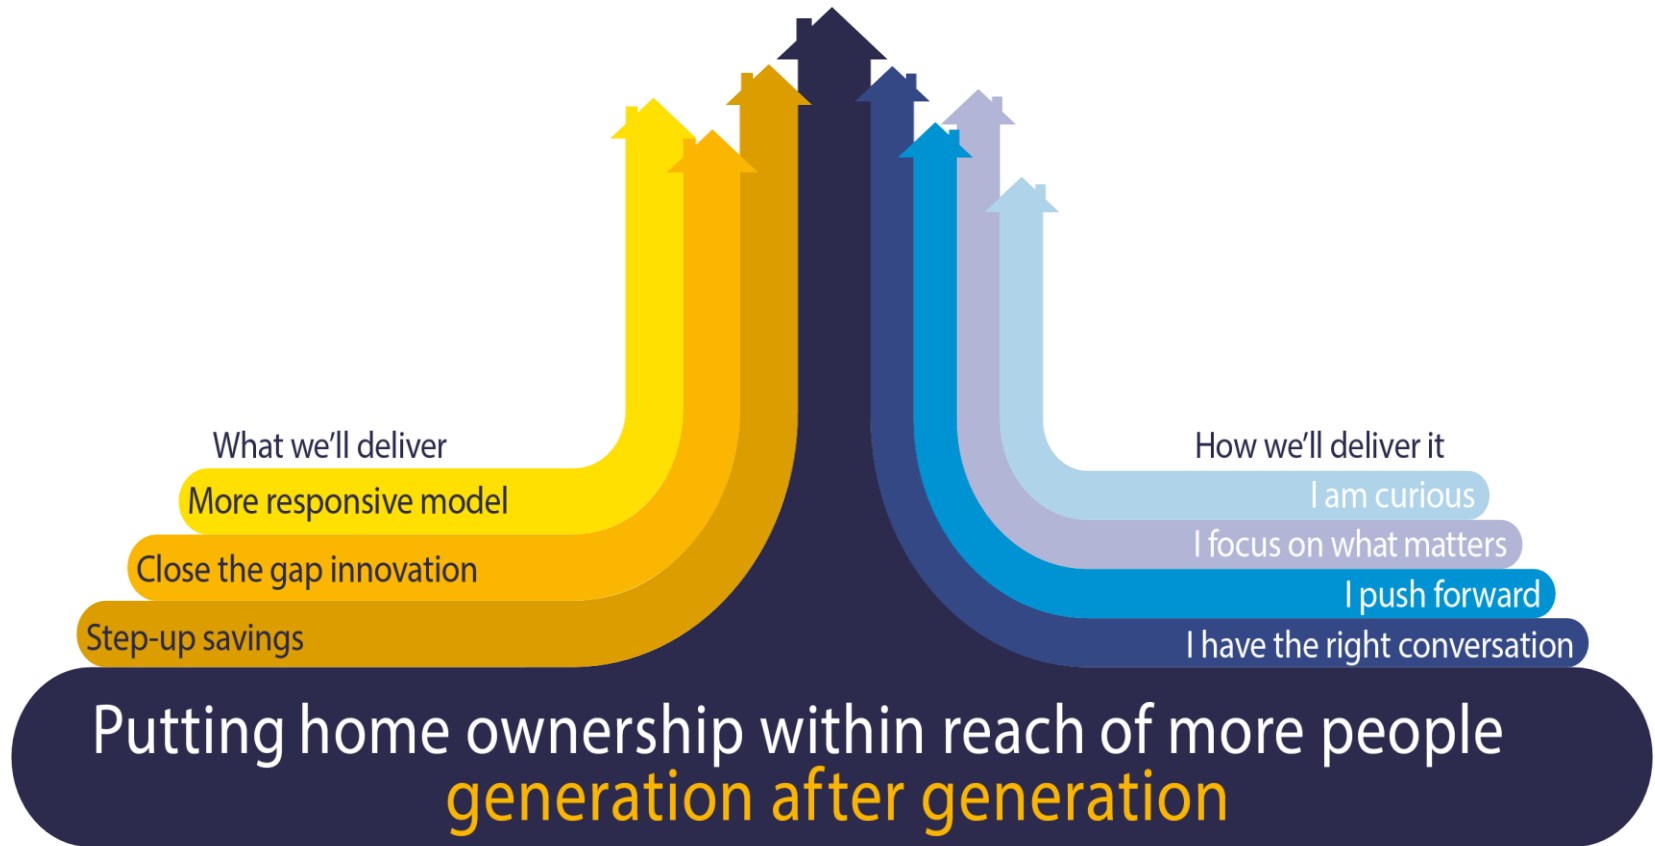 What we'll deliver
More responsive model
Close the gap innovation
Step-up savings
How we'll deliver it
I am curious
I focus on what matters
I push forward
I have the right conversation
Putting home ownership within reach of more people
generation after generation